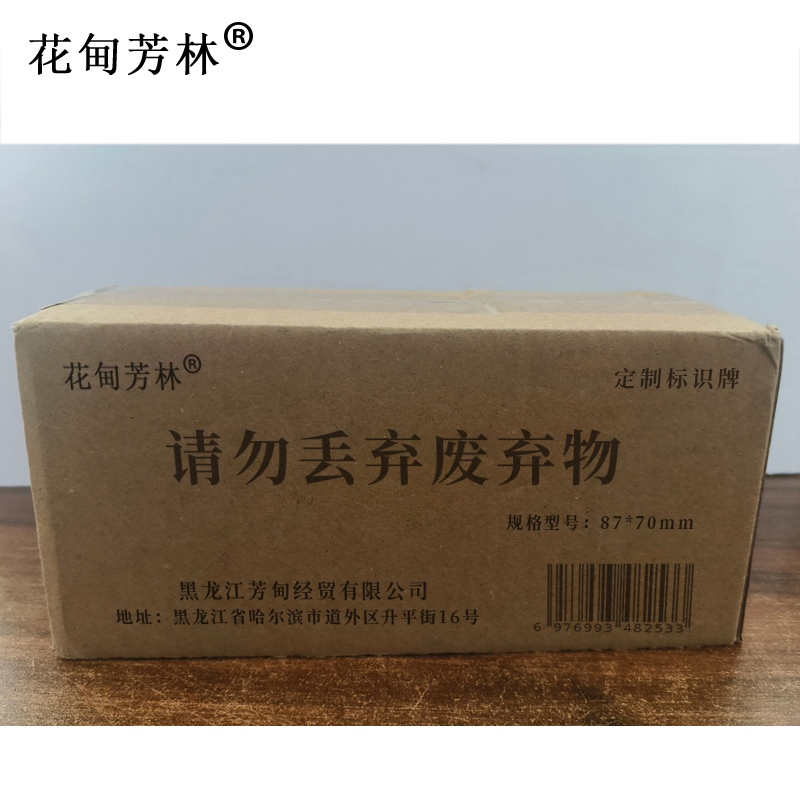 花甸芳林®
花甸芳林®
定制标识牌
请勿丢弃废弃物
规格型号：87*70mm
黑龙江芳甸经贸有限公司
地址：黑龙江省哈尔滨市道外区升平街16号
6 976993 482533